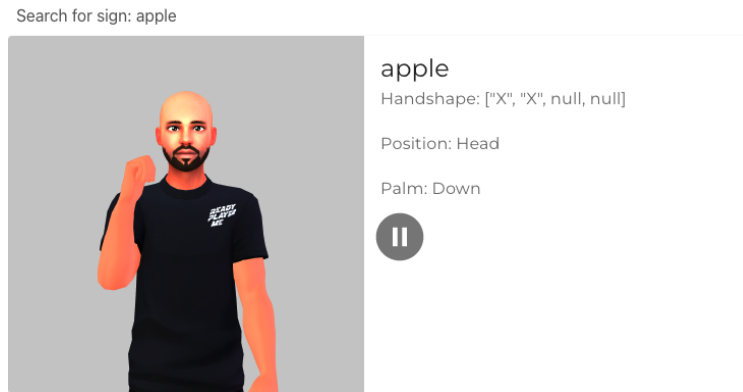 Search for sign: apple
apple
Handshape: ["X", "X", null, null]
Position: Head
Palm: Down
READY
PLAYER
ME